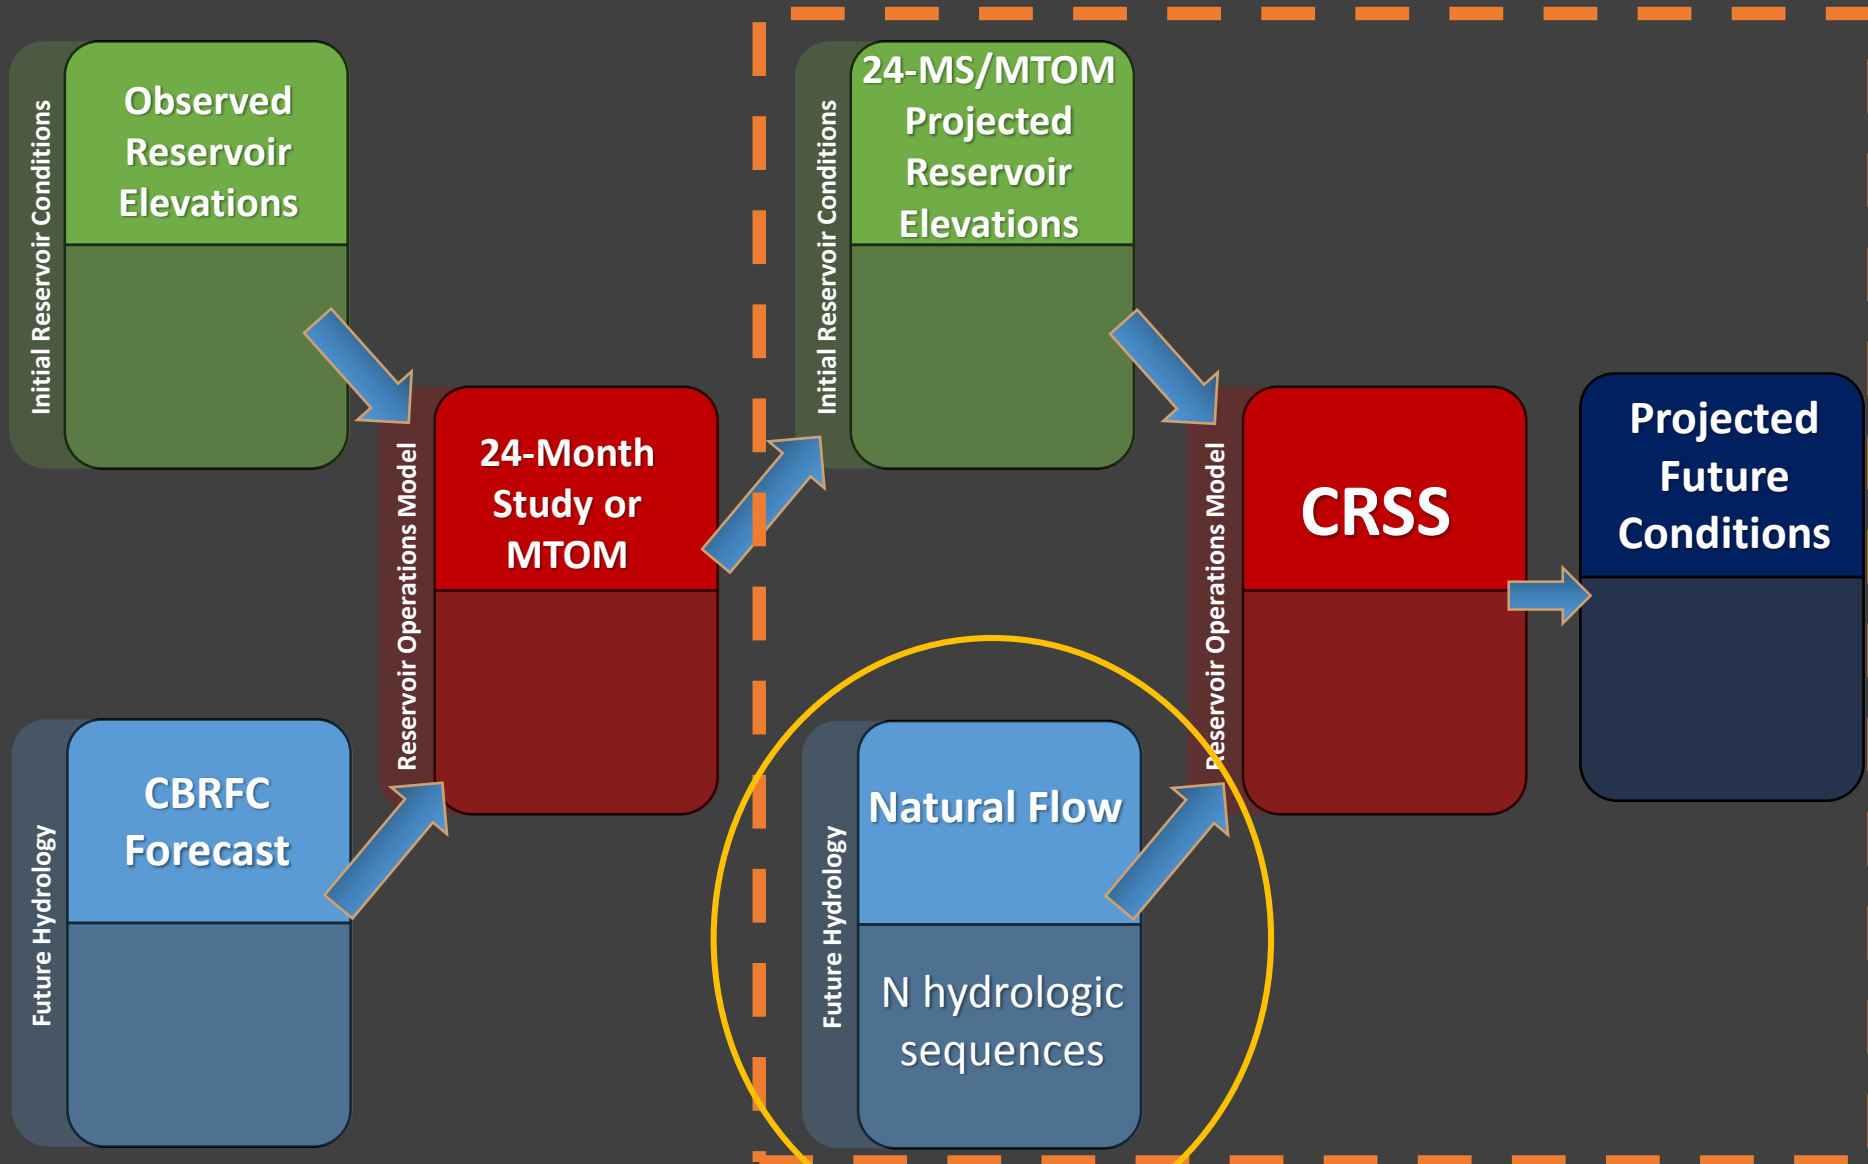 Initial Reservoir Conditions
Observed
Reservoir
Elevations
Future Hydrology
CBRFC
Forecast
Reservoir Operations Model
24-Month
Study or
MTOM
Initial Reservoir Conditions
24-MS/MTOM
Projected
Reservoir
Elevations
Future Hydrology
Natural Flow
N hydrologic
sequences
Reservoir Operations Model
CRSS
Projected
Future
Conditions